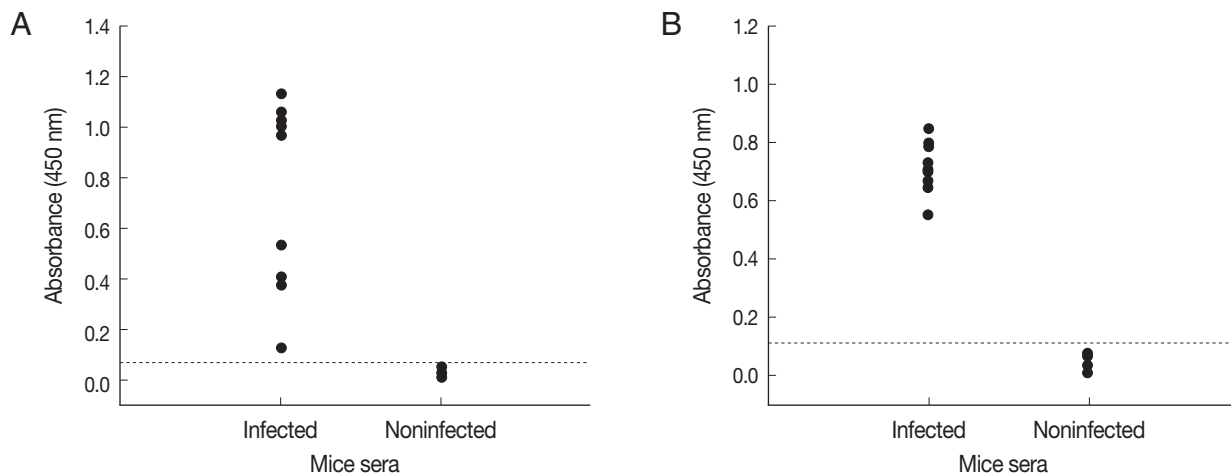 A
Absorbance (450 nm)
1.4
1.2
1.0
0.8
0.6
0.4
0.2
0.0
Infected Noninfected
Mice sera
B
Absorbance (450 nm)
1.2
1.0
0.8
0.6
0.4
0.2
0.0
Infected Noninfected
Mice sera